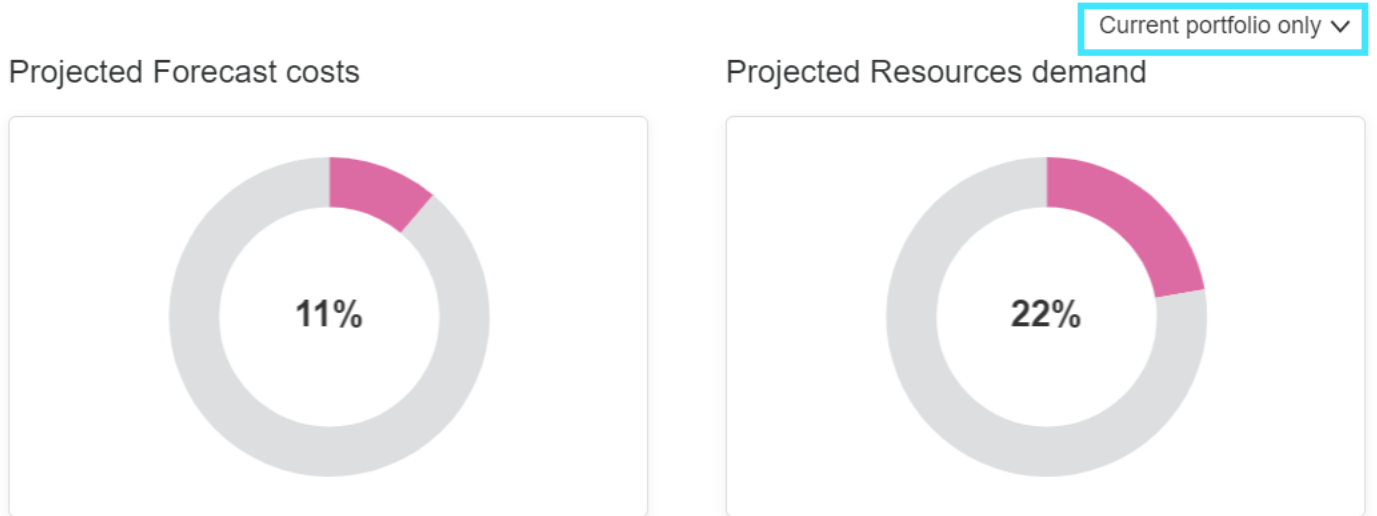 Current portfolio only
Projected Forecast costs
Projected Resources demand
11%
22%